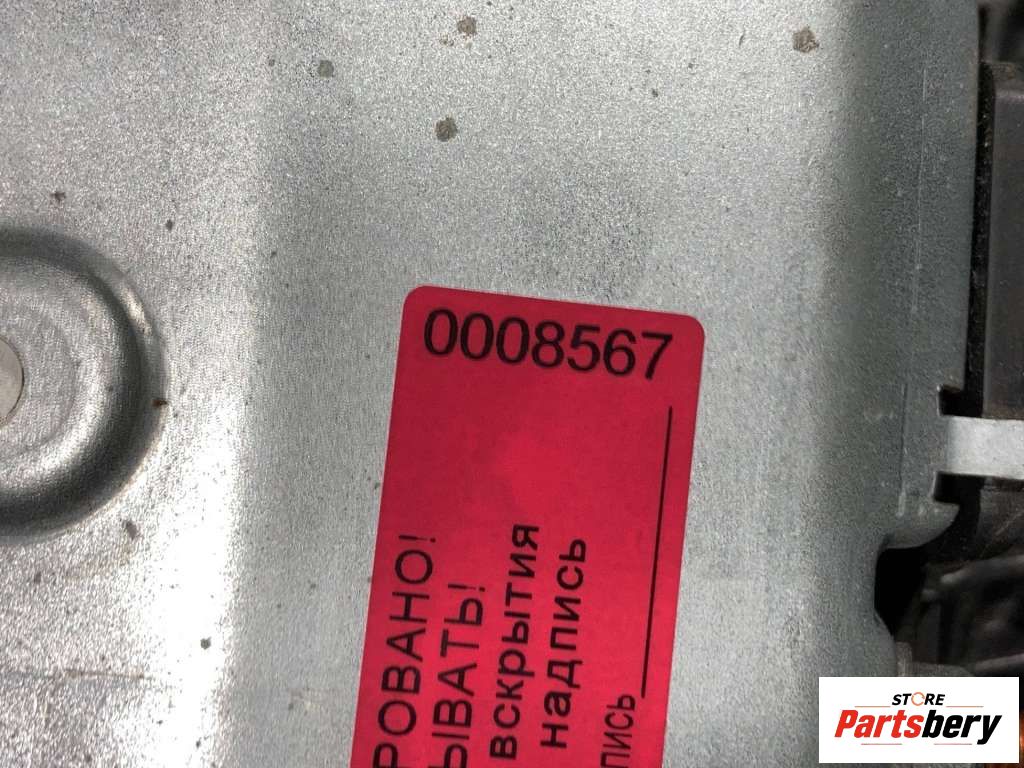 0008567
РОВАНО!
ЫВАТЬ!
вскрытия
надпись
пись
STORE
Partsbery